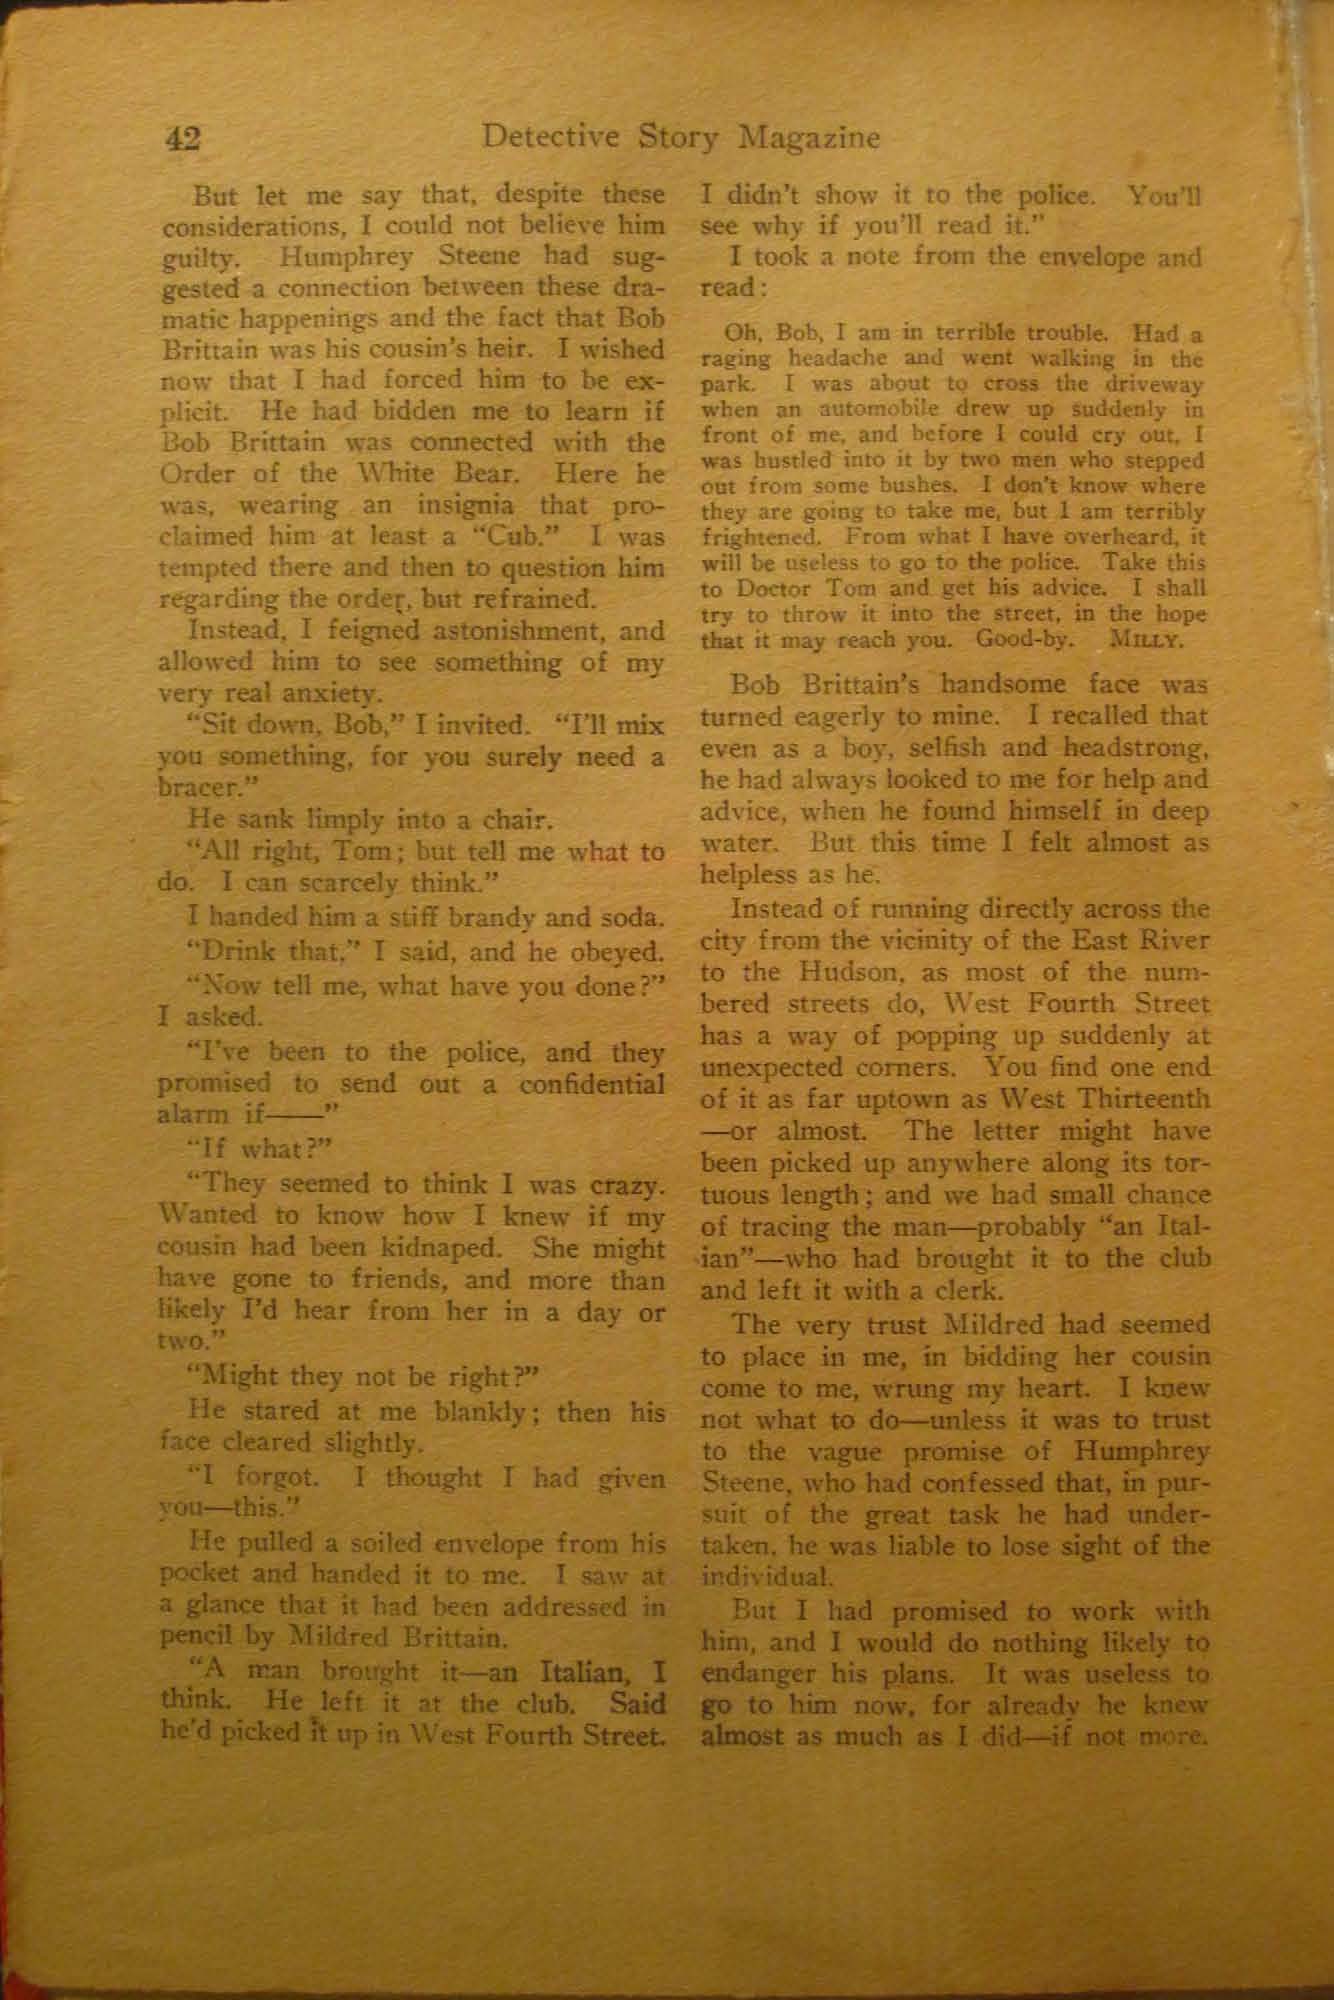 42
Detective Story Magazine
But let me say that, despite these
considerations, I could not believe him
guilty. Humphrey Steene had sug-
gested a connection between these dra-
matic happenings and the fact that Bob
Brittain was his cousin's heir. I wished
now that I had forced him to be ex-
plicit. He had bidden me to learn if
Bob Brittain was connected with the
Order of the White Bear. Here he
was, wearing an insignia that pro-
claimed him at least a “Cub.” I was
tempted there and then to question him
regarding the order, but refrained.
Instead, I feigned astonishment, and
allowed him to see something of my
very real anxiety.
“Sit down, Bob,” I invited. “I'll mix
you something, for you surely need a
bracer.”
He sank limply into a chair.
“All right, Tom; but tell me what to
do. I can scarcely think.”
I handed him a stiff brandy and soda.
“Drink that,” I said, and he obeyed.
“Now tell me, what have you done?”
I asked.
“I've been to the police, and they
promised to send out a confidential
alarm if——”
“If what?”
“They seemed to think I was crazy.
Wanted to know how I knew if my
cousin had been kidnaped. She might
have gone to friends, and more than
likely I'd hear from her in a day or
two.”
“Might they not be right?”
He stared at me blankly; then his
face cleared slightly.
“I forgot. I thought I had given
you—this.”
He pulled a soiled envelope from his
pocket and handed it to me. I saw at
a glance that it had been addressed in
pencil by Mildred Brittain.
“A man brought it—an Italian, I
think. He left it at the club. Said
he'd picked it up in West Fourth Street.
I didn't show it to the police. You'll
see why if you'll read it.”
I took a note from the envelope and
read:
Oh, Bob, I am in terrible trouble. Had a
raging headache and went walking in the
park. I was about to cross the driveway
when an automobile drew up suddenly in
front of me, and before I could cry out, I
was hustled into it by two men who stepped
out from some bushes. I don't know where
they are going to take me, but I am terribly
frightened. From what I have overheard, it
will be useless to go to the police. Take this
to Doctor Tom and get his advice. I shall
try to throw it into the street, in the hope
that it may reach you. Good-by. MILLY.
Bob Brittain's handsome face was
turned eagerly to mine. I recalled that
even as a boy, selfish and headstrong,
he had always looked to me for help and
advice, when he found himself in deep
water. But this time I felt almost as
helpless as he.
Instead of running directly across the
city from the vicinity of the East River
to the Hudson, as most of the num-
bered streets do, West Fourth Street
has a way of popping up suddenly at
unexpected corners. You find one end
of it as far uptown as West Thirteenth
—or almost. The letter might have
been picked up anywhere along its tor-
tuous length; and we had small chance
of tracing the man—probably “an Ital-
ian”—who had brought it to the club
and left it with a clerk.
The very trust Mildred had seemed
to place in me, in bidding her cousin
come to me, wrung my heart. I knew
not what to do—unless it was to trust
to the vague promise of Humphrey
Steene, who had confessed that, in pur-
suit of the great task he had under-
taken, he was liable to lose sight of the
individual.
But I had promised to work with
him, and I would do nothing likely to
endanger his plans. It was useless to
go to him now, for already he knew
almost as much as I did—if not more.